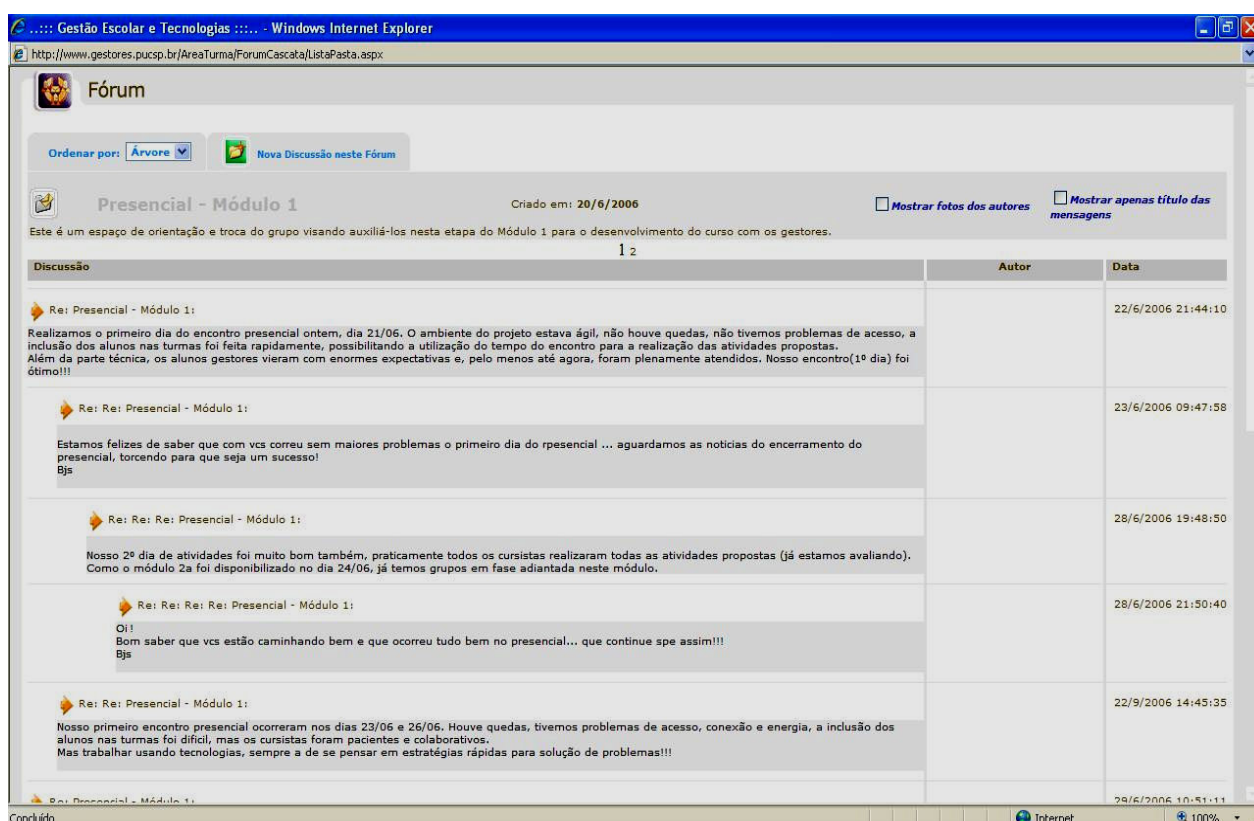 ..::: Gestão Escolar e Tecnologias :::.. - Windows Internet Explorer
http://www.gestores.pucsp.br/AreaTurma/ForumCascata/ListaPasta.aspx
Fórum
Ordenar por: Árvore Nova Discussão neste Fórum
Presencial - Módulo 1 Criado em: 20/6/2006 Mostrar fotos dos autores Mostrar apenas título das
mensagens
Este é um espaço de orientação e troca do grupo visando auxiliá-los nesta etapa do Módulo 1 para o desenvolvimento do curso com os gestores.
1 2
Discussão Autor Data
Re: Presencial - Módulo 1: 22/6/2006 21:44:10
Realizamos o primeiro dia do encontro presencial ontem, dia 21/06. O ambiente do projeto estava ágil, não houve quedas, não tivemos problemas de acesso, a
inclusão dos alunos nas turmas foi feita rapidamente, possibilitando a utilização do tempo do encontro para a realização das atividades propostas.
Além da parte técnica, os alunos gestores vieram com enormes expectativas e, pelo menos até agora, foram plenamente atendidos. Nosso encontro(1º dia) foi
ótimo!!!
Re: Re: Presencial - Módulo 1: 23/6/2006 09:47:58
Estamos felizes de saber que com vcs correu sem maiores problemas o primeiro dia do rpesencial ... aguardamos as noticias do encerramento do
presencial, torcendo para que seja um sucesso!
Bjs
Re: Re: Re: Presencial - Módulo 1: 28/6/2006 19:48:50
Nosso 2º dia de atividades foi muito bom também, praticamente todos os cursistas realizaram todas as atividades propostas (já estamos avaliando).
Como o módulo 2a foi disponibilizado no dia 24/06, já temos grupos em fase adiantada neste módulo.
Re: Re: Re: Re: Presencial - Módulo 1: 28/6/2006 21:50:40
Oi!
Bom saber que vcs estão caminhando bem e que ocorreu tudo bem no presencial... que continue spe assim!!!
Bjs
Re: Re: Presencial - Módulo 1: 22/9/2006 14:45:35
Nosso primeiro encontro presencial ocorreram nos dias 23/06 e 26/06. Houve quedas, tivemos problemas de acesso, conexão e energia, a inclusão dos
alunos nas turmas foi dificil, mas os cursistas foram pacientes e colaborativos.
Mas trabalhar usando tecnologias, sempre a de se pensar em estratégias rápidas para solução de problemas!!!
Re: Presencial - Módulo 1: 29/6/2006 10:51:11
Concluído Internet 100%